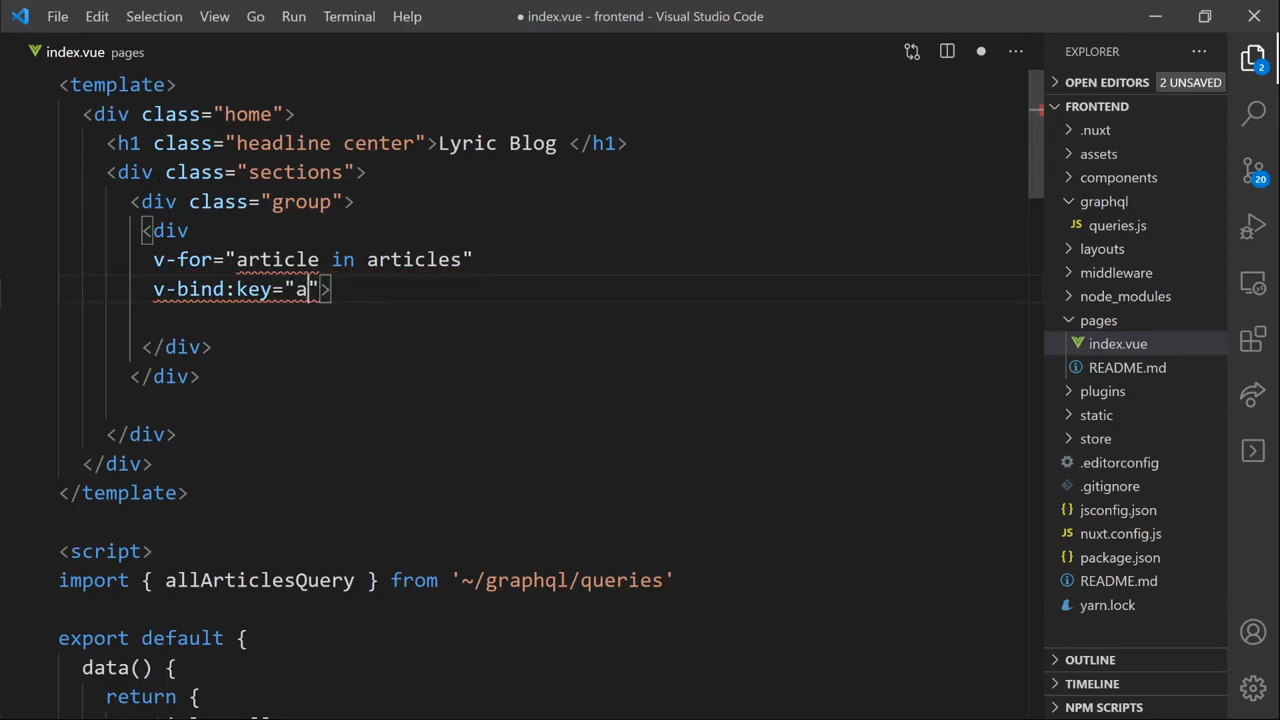 File Edit Selection View Go Run Terminal Help
● index.vue - frontend - Visual Studio Code
index.vue pages
<template>
<div class="home">
<h1 class="headline center">Lyric Blog </h1>
<div class="sections">
<div class="group">
<div
v-for="article in articles"
v-bind:key="a">
</div>
</div>
</div>
</div>
</template>
<script>
import { allArticlesQuery } from '~/graphql/queries'
export default {
data() {
return {
EXPLORER
OPEN EDITORS 2 UNSAVED
FRONTEND
.nuxt
assets
components
graphql
JS queries.js
layouts
middleware
node_modules
pages
index.vue
README.md
plugins
static
store
.editorconfig
.gitignore
jsconfig.json
nuxt.config.js
package.json
README.md
yarn.lock
OUTLINE
TIMELINE
NPM SCRIPTS
2
20